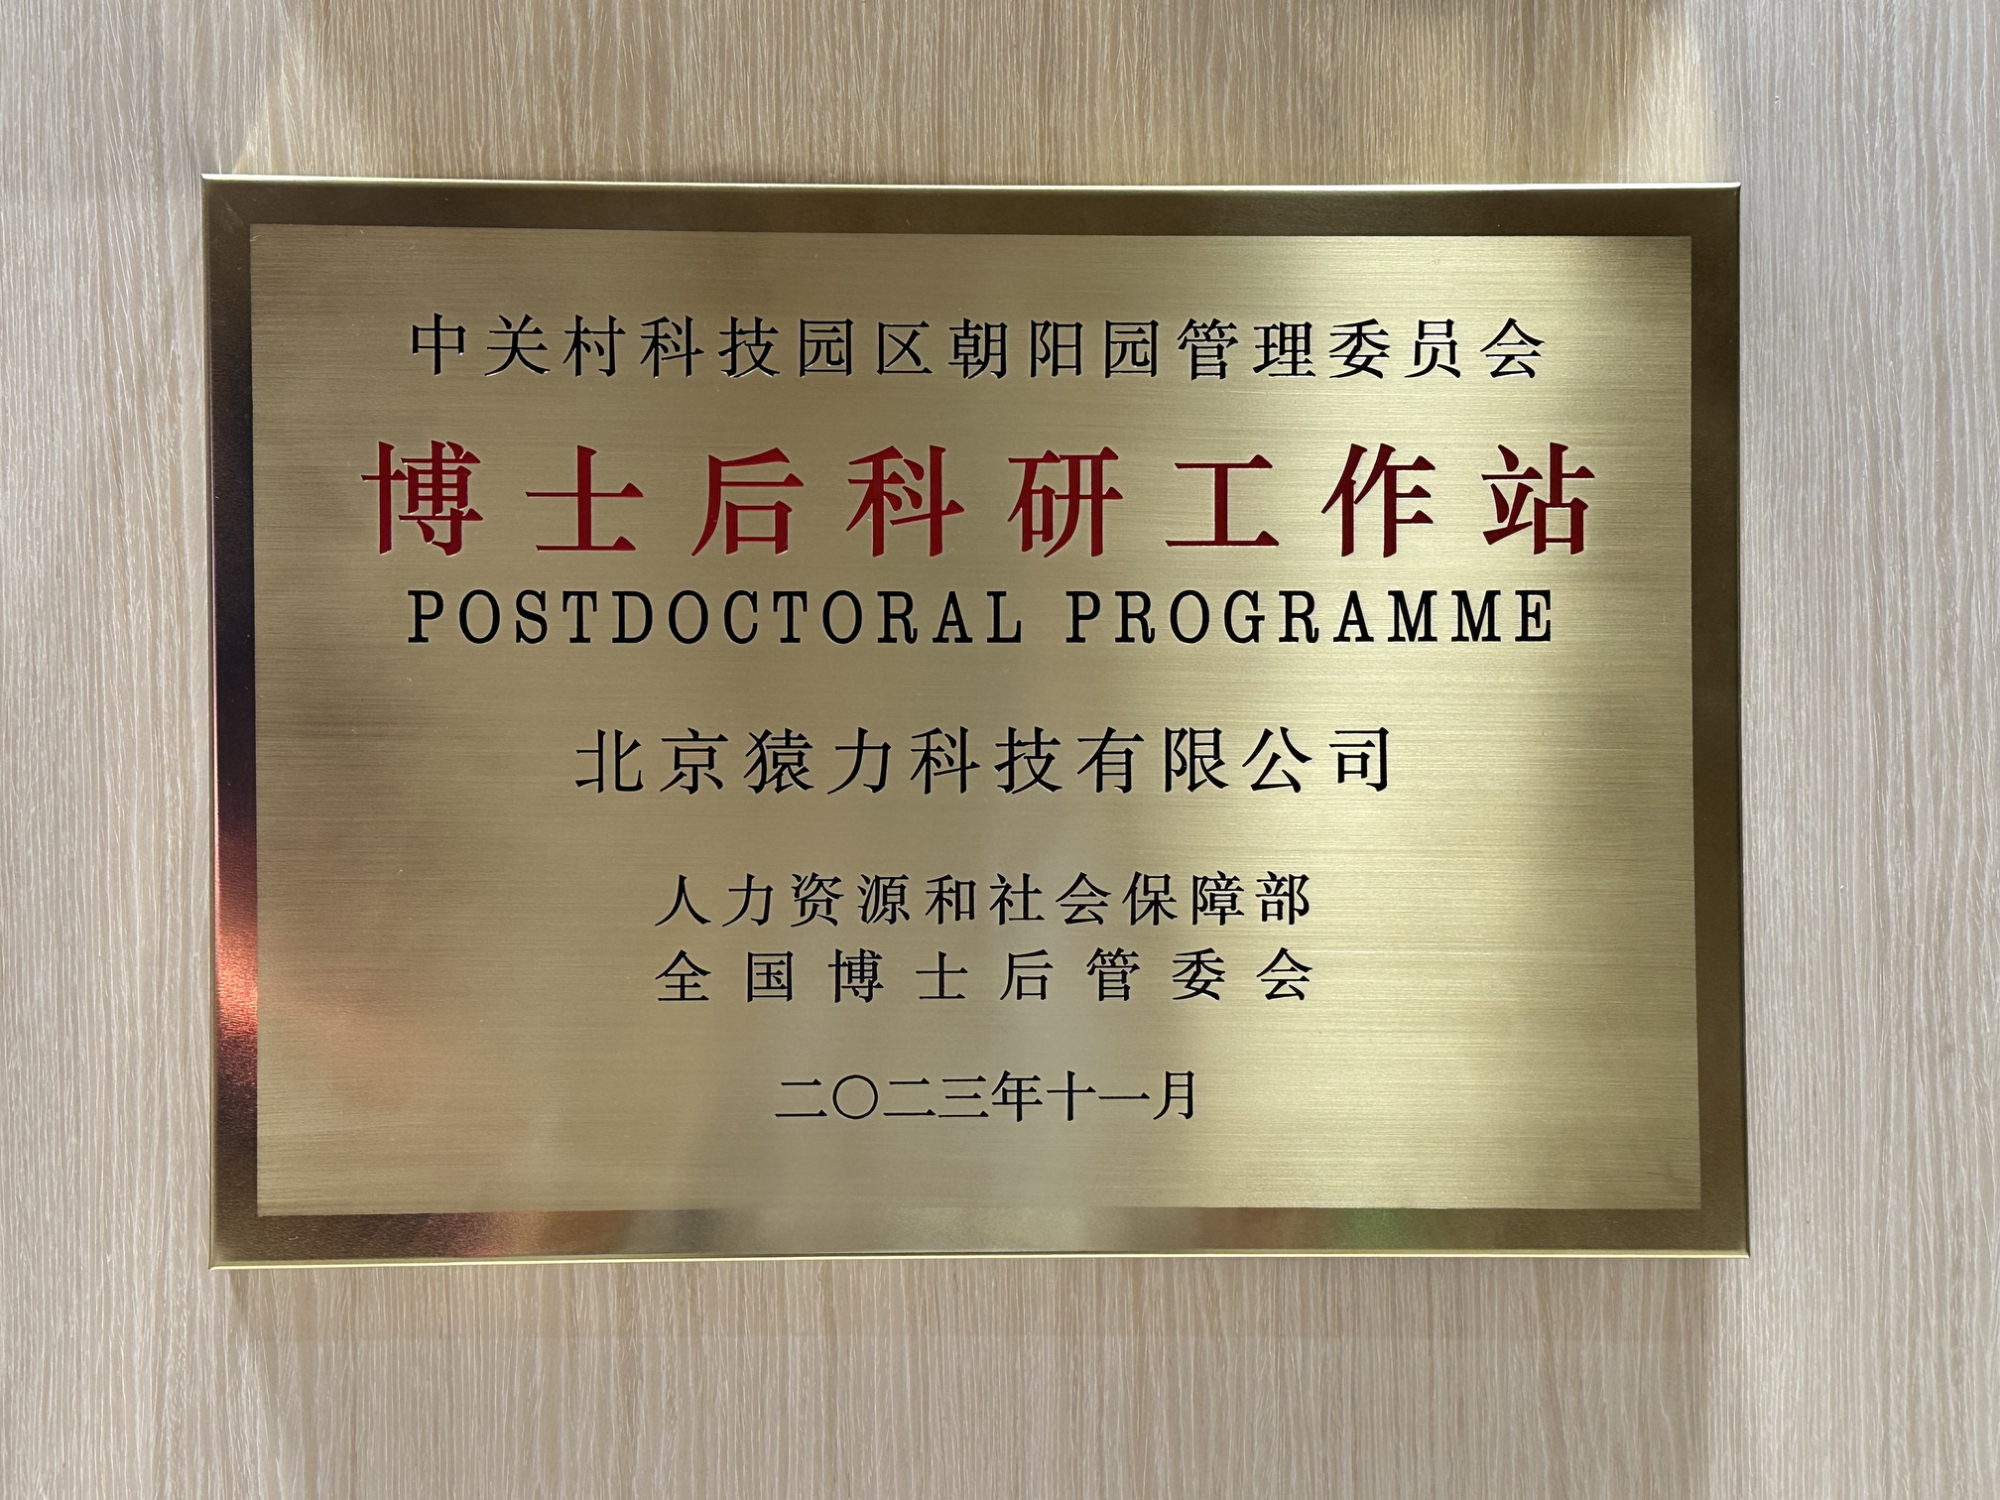 中关村科技园区朝阳园管理委员会
博士后科研工作站
POSTDOCTORAL PROGRAMME
北京猿力科技有限公司
人力资源和社会保障部
全国博士后管委会
二〇二三年十一月